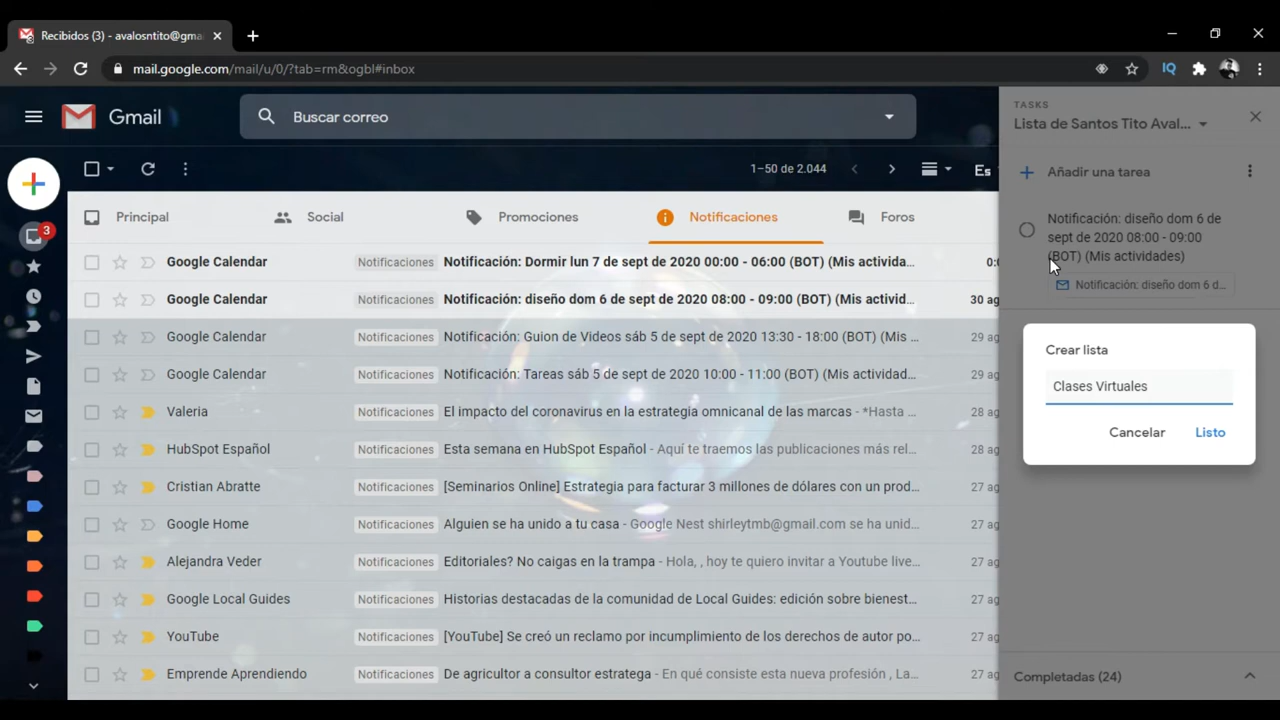 Recibidos (3) - avalosntito@gma
mail.google.com/mail/u/0/?tab=rm&ogbl#inbox
IQ
Gmail
Buscar correo
1–50 de 2.044
Es
3
Principal
Social
Promociones
Notificaciones
Foros
Google Calendar Notificaciones Notificación: Dormir lun 7 de sept de 2020 00:00 - 06:00 (BOT) (Mis activida... 0:0
Google Calendar Notificaciones Notificación: diseño dom 6 de sept de 2020 08:00 - 09:00 (BOT) (Mis activid... 30 ag
Google Calendar Notificaciones Notificación: Guion de Videos sáb 5 de sept de 2020 13:30 - 18:00 (BOT) (Mis ... 29 ag
Google Calendar Notificaciones Notificación: Tareas sáb 5 de sept de 2020 10:00 - 11:00 (BOT) (Mis actividad... 29 ag
Valeria Notificaciones El impacto del coronavirus en la estrategia omnicanal de las marcas - *Hasta ... 29 ag
HubSpot Español Notificaciones Esta semana en HubSpot Español - Aquí te traemos las publicaciones más rel... 28 ag
Cristian Abratte Notificaciones [Seminarios Online] Estrategia para facturar 3 millones de dólares con un prod... 28 ag
Google Home Notificaciones Alguien se ha unido a tu casa - Google Nest shirleytmb@gmail.com se ha unid... 27 ag
Alejandra Veder Notificaciones Editoriales? No caigas en la trampa - Hola, , hoy te quiero invitar a Youtube live... 27 ag
Google Local Guides Notificaciones Historias destacadas de la comunidad de Local Guides: edición sobre bienest... 27 ag
YouTube Notificaciones [YouTube] Se creó un reclamo por incumplimiento de los derechos de autor po... 27 ag
Emprende Aprendiendo Notificaciones De agricultor a consultor estratega - En qué consiste esta nueva profesión , La... 27 ag
TASKS
Lista de Santos Tito Aval...
Añadir una tarea
Notificación: diseño dom 6 de
sept de 2020 08:00 - 09:00
(BOT) (Mis actividades)
Notificación: diseño dom 6 d...
Crear lista
Clases Virtuales
Cancelar Listo
Completadas (24)